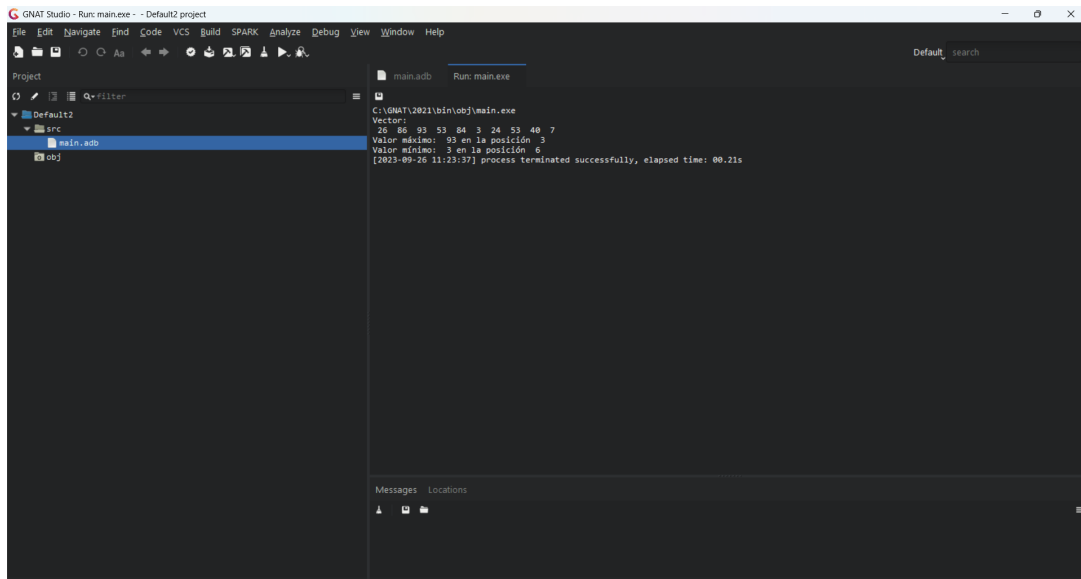 GNAT Studio - Run: main.exe - - Default2 project
File Edit Navigate Find Code VCS Build SPARK Analyze Debug View Window Help
Aa
Default search
Project
filter
Default2
src
main.adb
obj
main.adb Run: main.exe
C:\GNAT\2021\bin\obj\main.exe
Vector:
26 86 93 53 84 3 24 53 40 7
Valor máximo: 93 en la posición 3
Valor mínimo: 3 en la posición 6
[2023-09-26 11:23:37] process terminated successfully, elapsed time: 00.21s
Messages Locations